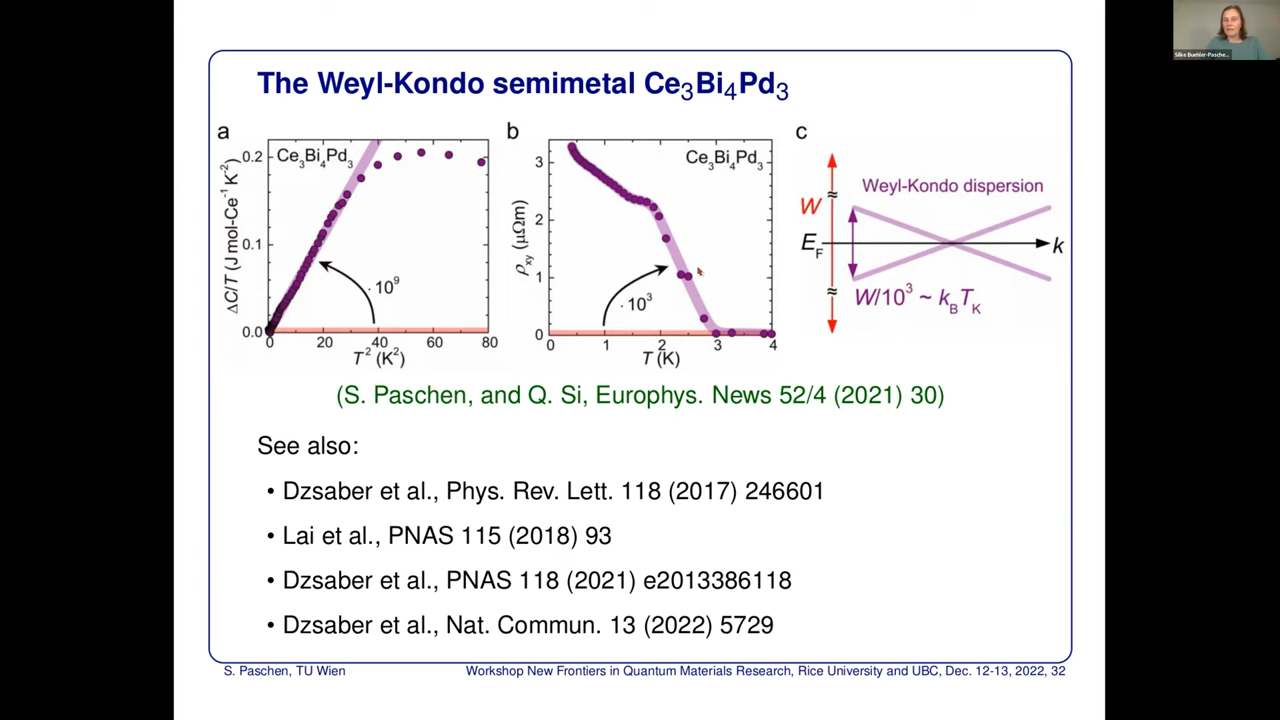 Silke Buehler-Pasche...
The Weyl-Kondo semimetal Ce3Bi4Pd3
a
Ce3Bi4Pd3
ΔC/T (J mol-Ce⁻¹ K⁻²)
0.2
0.1
0.0
· 10⁹
0 20 40 60 80
T² (K²)
b
Ce3Bi4Pd3
ρxy (μΩm)
3
2
1
0
· 10³
0 1 2 3 4
T (K)
c
Weyl-Kondo dispersion
W
EF
k
W/10³ ~ kBTK
(S. Paschen, and Q. Si, Europhys. News 52/4 (2021) 30)
See also:
• Dzsaber et al., Phys. Rev. Lett. 118 (2017) 246601
• Lai et al., PNAS 115 (2018) 93
• Dzsaber et al., PNAS 118 (2021) e2013386118
• Dzsaber et al., Nat. Commun. 13 (2022) 5729
S. Paschen, TU Wien
Workshop New Frontiers in Quantum Materials Research, Rice University and UBC, Dec. 12-13, 2022, 32